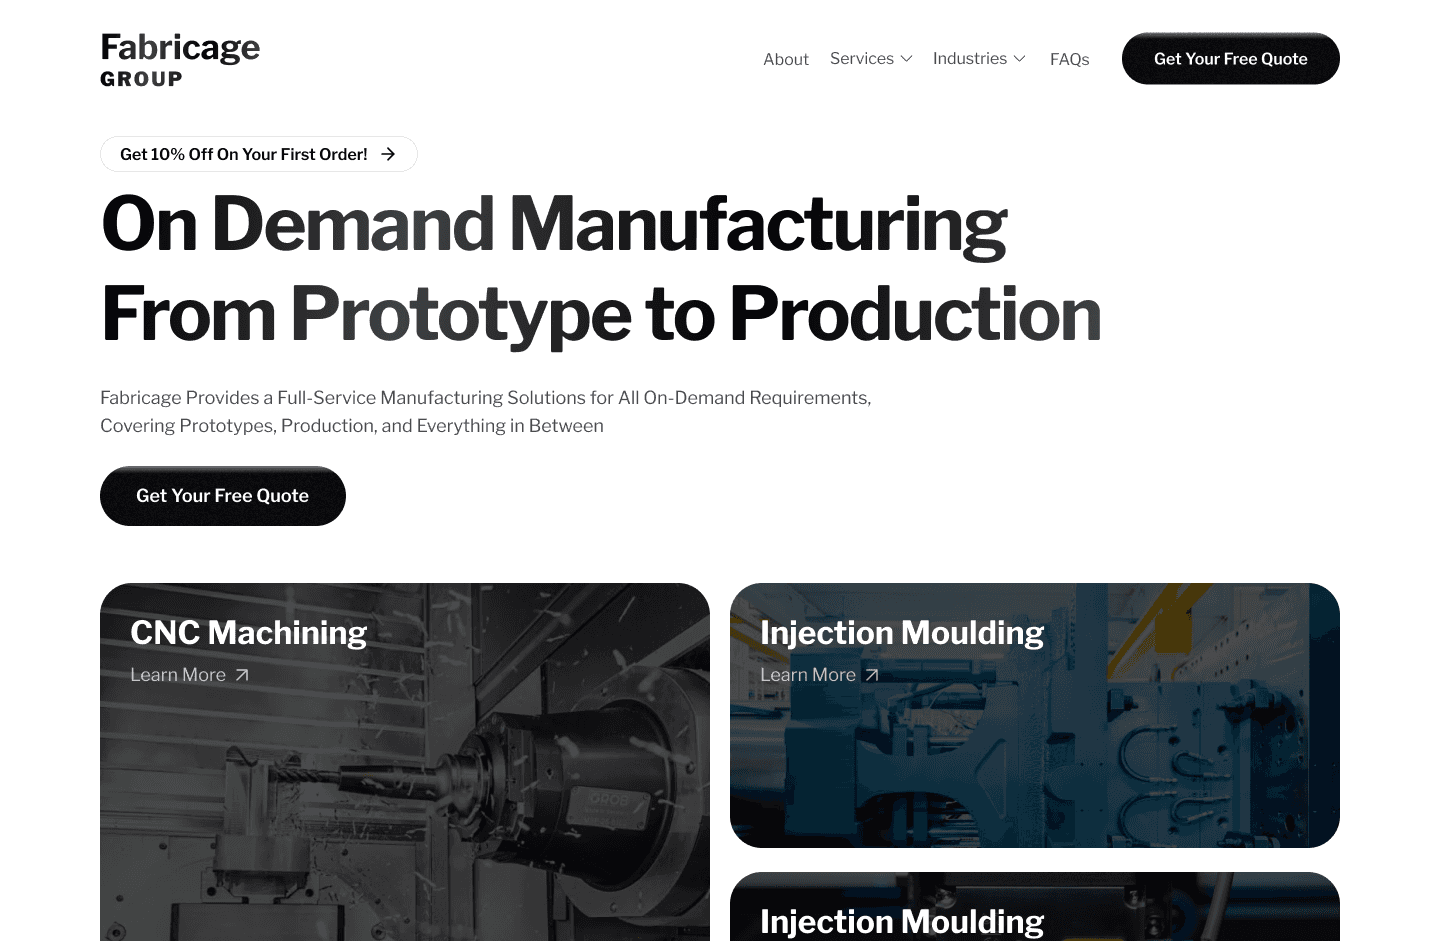 Fabricage
GROUP
About
Services
Industries
FAQs
Get Your Free Quote
Get 10% Off On Your First Order!
On Demand Manufacturing
From Prototype to Production
Fabricage Provides a Full-Service Manufacturing Solutions for All On-Demand Requirements,
Covering Prototypes, Production, and Everything in Between
Get Your Free Quote
CNC Machining
Learn More
GROB
Injection Moulding
Learn More
Injection Moulding